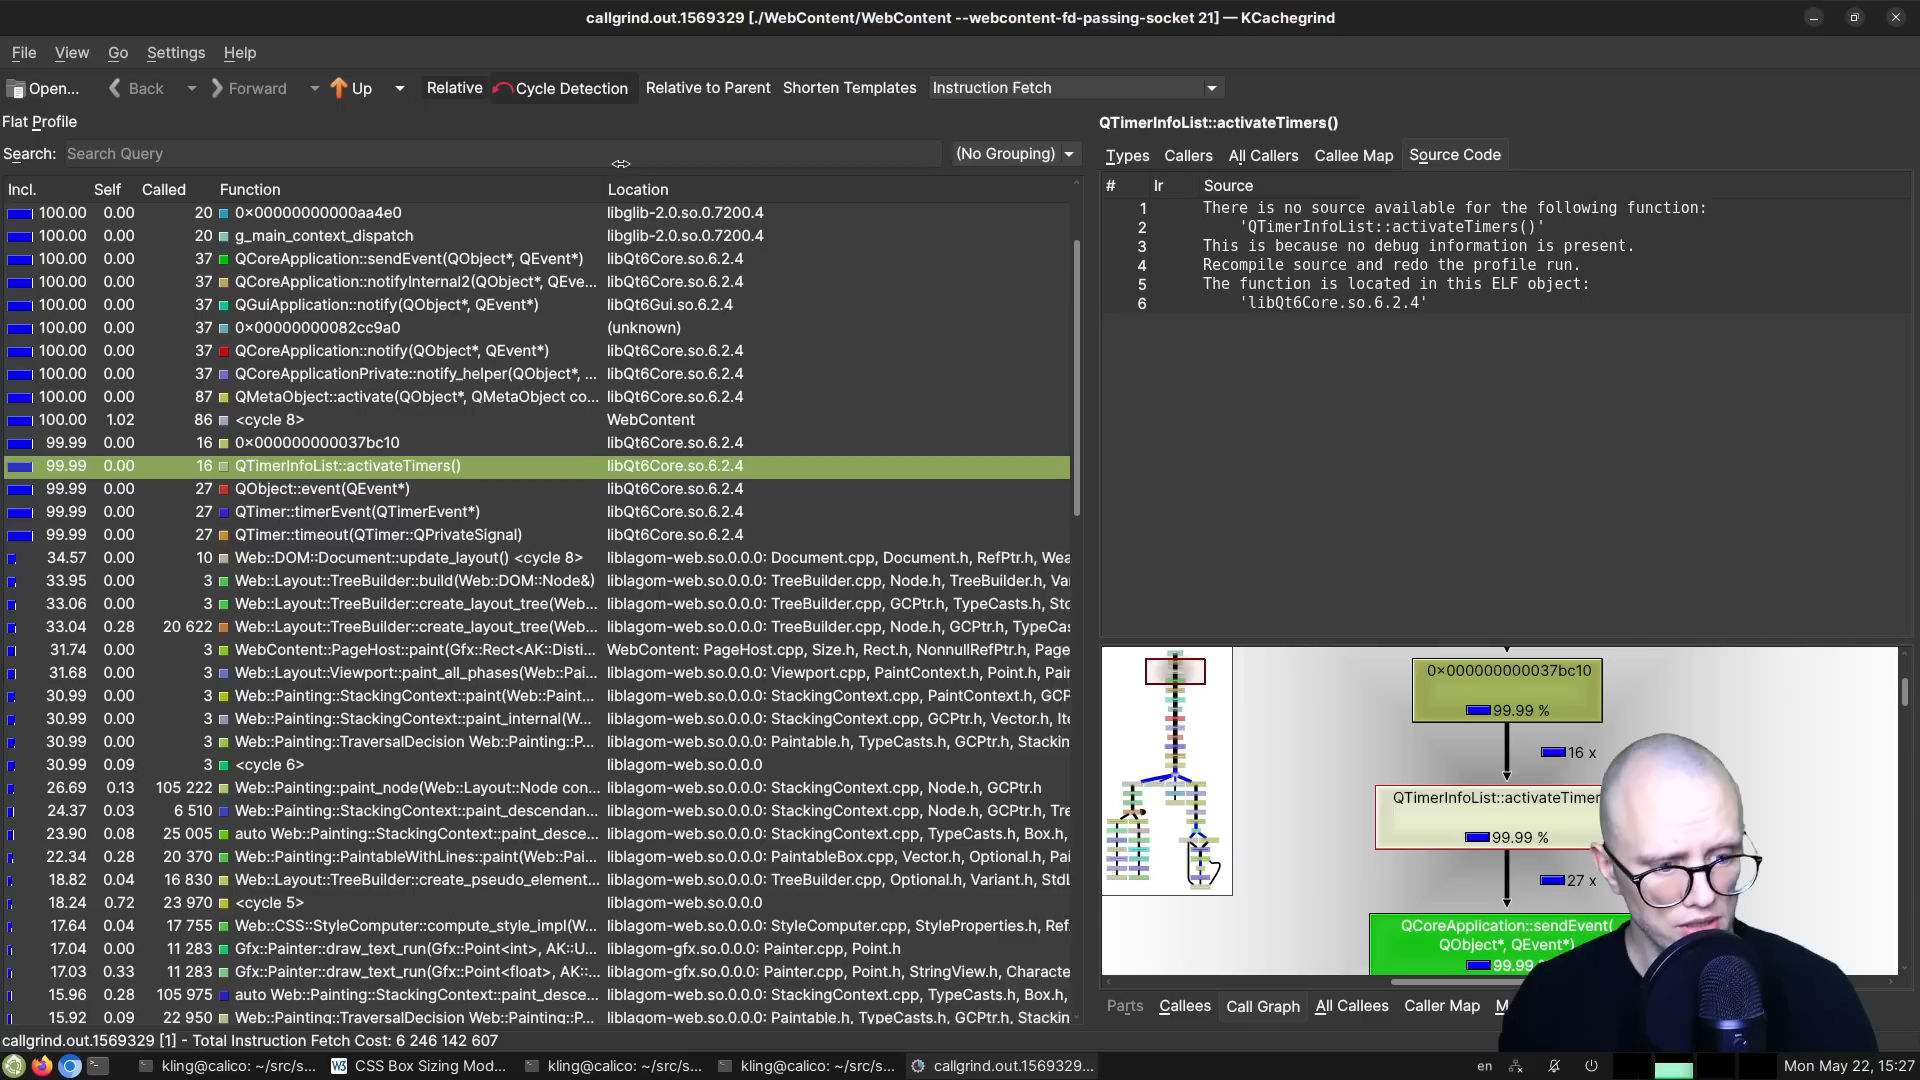 callgrind.out.1569329 [./WebContent/WebContent --webcontent-fd-passing-socket 21] — KCachegrind
File View Go Settings Help
Open... Back Forward Up Relative Cycle Detection Relative to Parent Shorten Templates Instruction Fetch
Flat Profile
Search: Search Query (No Grouping)
Incl. Self Called Function Location
100.00 0.00 20 0x00000000000aa4e0 libglib-2.0.so.0.7200.4
100.00 0.00 20 g_main_context_dispatch libglib-2.0.so.0.7200.4
100.00 0.00 37 QCoreApplication::sendEvent(QObject*, QEvent*) libQt6Core.so.6.2.4
100.00 0.00 37 QCoreApplication::notifyInternal2(QObject*, QEve... libQt6Core.so.6.2.4
100.00 0.00 37 QGuiApplication::notify(QObject*, QEvent*) libQt6Gui.so.6.2.4
100.00 0.00 37 0x00000000082cc9a0 (unknown)
100.00 0.00 37 QCoreApplication::notify(QObject*, QEvent*) libQt6Core.so.6.2.4
100.00 0.00 37 QCoreApplicationPrivate::notify_helper(QObject*, ... libQt6Core.so.6.2.4
100.00 0.00 87 QMetaObject::activate(QObject*, QMetaObject co... libQt6Core.so.6.2.4
100.00 1.02 86 <cycle 8> WebContent
99.99 0.00 16 0x000000000037bc10 libQt6Core.so.6.2.4
99.99 0.00 16 QTimerInfoList::activateTimers() libQt6Core.so.6.2.4
99.99 0.00 27 QObject::event(QEvent*) libQt6Core.so.6.2.4
99.99 0.00 27 QTimer::timerEvent(QTimerEvent*) libQt6Core.so.6.2.4
99.99 0.00 27 QTimer::timeout(QTimer::QPrivateSignal) libQt6Core.so.6.2.4
34.57 0.00 10 Web::DOM::Document::update_layout() <cycle 8> liblagom-web.so.0.0.0: Document.cpp, Document.h, RefPtr.h, Wea
33.95 0.00 3 Web::Layout::TreeBuilder::build(Web::DOM::Node&) liblagom-web.so.0.0.0: TreeBuilder.cpp, Node.h, TreeBuilder.h, Va
33.06 0.00 3 Web::Layout::TreeBuilder::create_layout_tree(Web... liblagom-web.so.0.0.0: TreeBuilder.cpp, GCPtr.h, TypeCasts.h, Stc
33.04 0.28 20 622 Web::Layout::TreeBuilder::create_layout_tree(Web... liblagom-web.so.0.0.0: TreeBuilder.cpp, Node.h, GCPtr.h, TypeCas
31.74 0.00 3 WebContent::PageHost::paint(Gfx::Rect<AK::Disti... WebContent: PageHost.cpp, Size.h, Rect.h, NonnullRefPtr.h, Page
31.68 0.00 3 Web::Layout::Viewport::paint_all_phases(Web::Pai... liblagom-web.so.0.0.0: Viewport.cpp, PaintContext.h, Point.h, Pain
30.99 0.00 3 Web::Painting::StackingContext::paint(Web::Paint... liblagom-web.so.0.0.0: StackingContext.cpp, PaintContext.h, GCP
30.99 0.00 3 Web::Painting::StackingContext::paint_internal(W... liblagom-web.so.0.0.0: StackingContext.cpp, GCPtr.h, Vector.h, Ite
30.99 0.00 3 Web::Painting::TraversalDecision Web::Painting::P... liblagom-web.so.0.0.0: Paintable.h, TypeCasts.h, GCPtr.h, Stackin
30.99 0.09 3 <cycle 6> liblagom-web.so.0.0.0
26.69 0.13 105 222 Web::Painting::paint_node(Web::Layout::Node con... liblagom-web.so.0.0.0: StackingContext.cpp, Node.h, GCPtr.h
24.37 0.03 6 510 Web::Painting::StackingContext::paint_descendan... liblagom-web.so.0.0.0: StackingContext.cpp, Node.h, GCPtr.h, Tre
23.90 0.08 25 005 auto Web::Painting::StackingContext::paint_desce... liblagom-web.so.0.0.0: StackingContext.cpp, TypeCasts.h, Box.h,
22.34 0.28 20 370 Web::Painting::PaintableWithLines::paint(Web::Pai... liblagom-web.so.0.0.0: PaintableBox.cpp, Vector.h, Optional.h, Pai
18.82 0.04 16 830 Web::Layout::TreeBuilder::create_pseudo_element... liblagom-web.so.0.0.0: TreeBuilder.cpp, Optional.h, Variant.h, StdL
18.24 0.72 23 970 <cycle 5> liblagom-web.so.0.0.0
17.64 0.04 17 755 Web::CSS::StyleComputer::compute_style_impl(W... liblagom-web.so.0.0.0: StyleComputer.cpp, StyleProperties.h, Ref
17.04 0.00 11 283 Gfx::Painter::draw_text_run(Gfx::Point<int>, AK::U... liblagom-gfx.so.0.0.0: Painter.cpp, Point.h
17.03 0.33 11 283 Gfx::Painter::draw_text_run(Gfx::Point<float>, AK:... liblagom-gfx.so.0.0.0: Painter.cpp, Point.h, StringView.h, Characte
15.96 0.28 105 975 auto Web::Painting::StackingContext::paint_desce... liblagom-web.so.0.0.0: StackingContext.cpp, TypeCasts.h, Box.h,
15.92 0.09 22 950 Web::Painting::TraversalDecision Web::Painting::P... liblagom-web.so.0.0.0: Paintable.h, TypeCasts.h, GCPtr.h, Stackin
QTimerInfoList::activateTimers()
Types Callers All Callers Callee Map Source Code
# Ir Source
1 There is no source available for the following function:
2 'QTimerInfoList::activateTimers()'
3 This is because no debug information is present.
4 Recompile source and redo the profile run.
5 The function is located in this ELF object:
6 'libQt6Core.so.6.2.4'
0x000000000037bc10
99.99 %
16 x
QTimerInfoList::activateTimer
99.99 %
27 x
QCoreApplication::sendEvent(
QObject*, QEvent*)
99.99
Parts Callees Call Graph All Callees Caller Map M
callgrind.out.1569329 [1] - Total Instruction Fetch Cost: 6 246 142 607
kling@calico: ~/src/s... CSS Box Sizing Mod... kling@calico: ~/src/s... kling@calico: ~/src/s... callgrind.out.1569329... en Mon May 22, 15:27